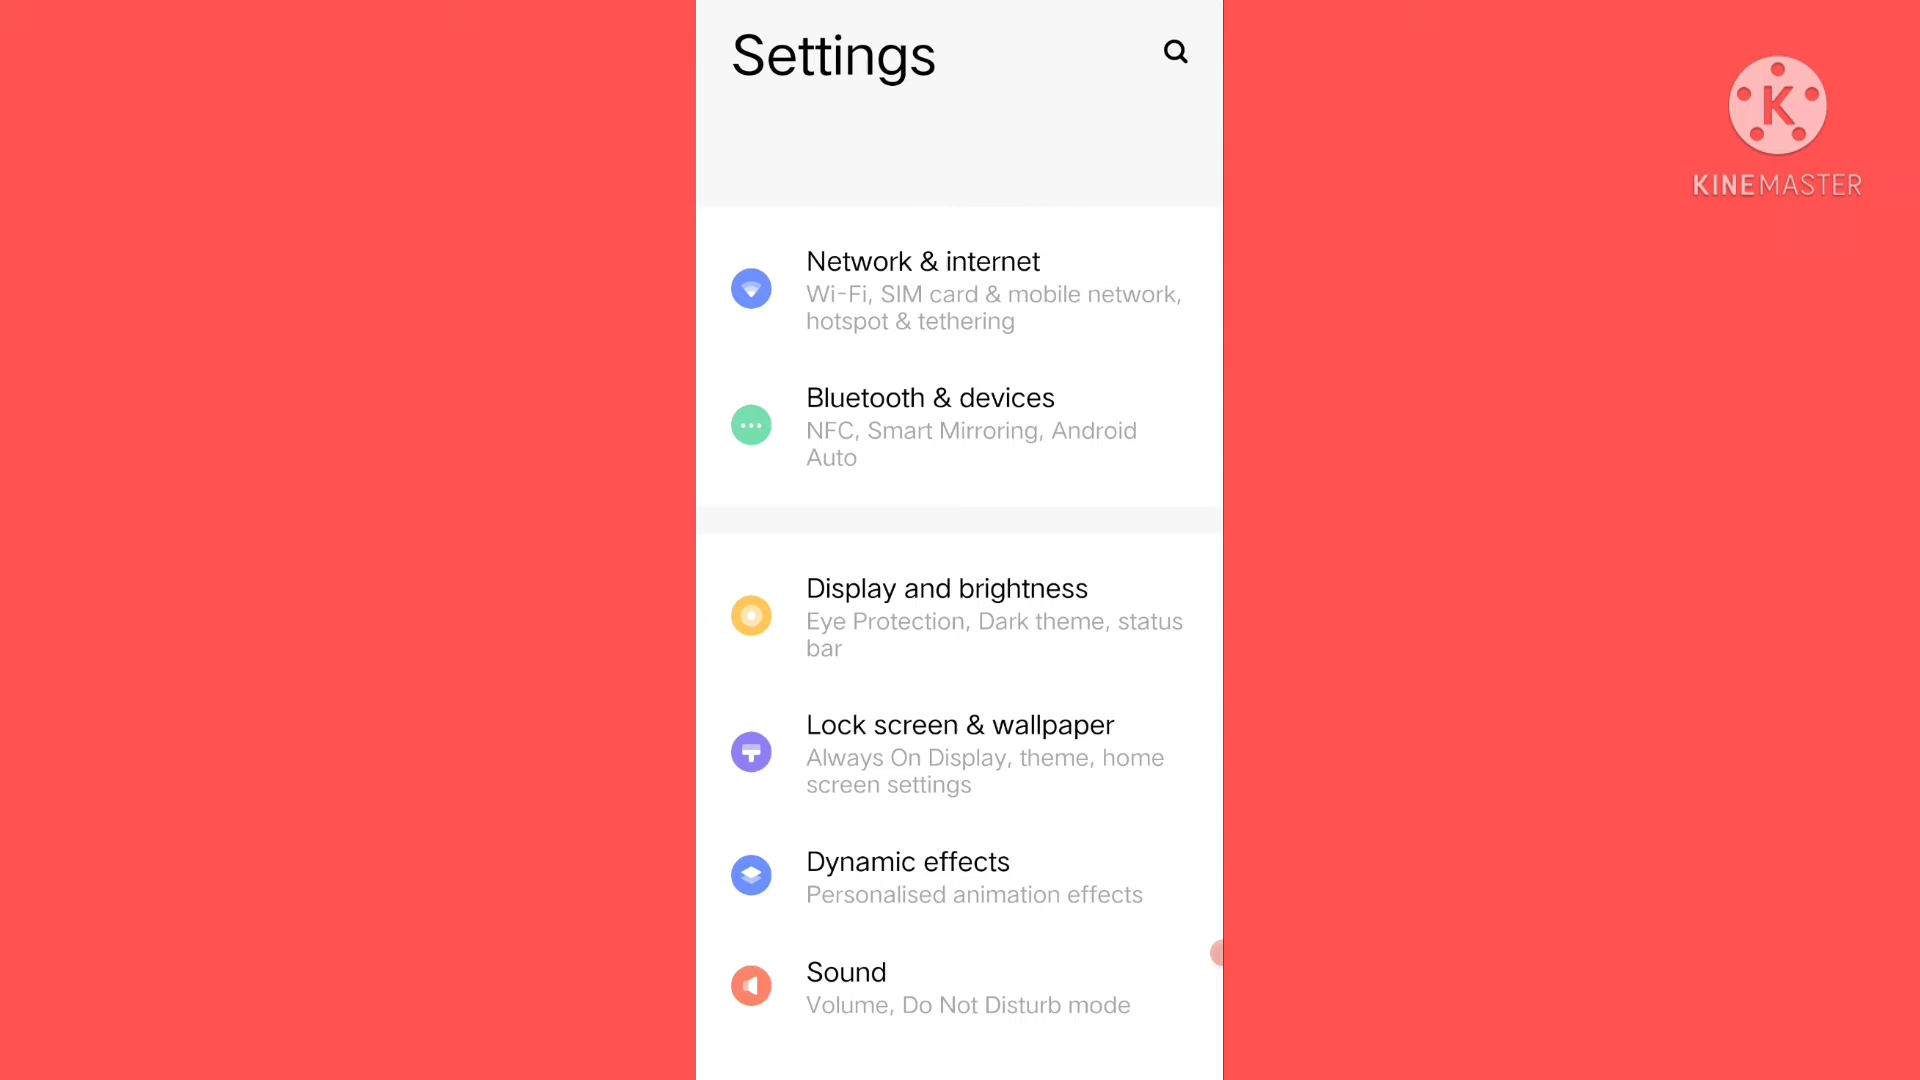 Settings
K
KINEMASTER
Network & internet
Wi-Fi, SIM card & mobile network,
hotspot & tethering
Bluetooth & devices
NFC, Smart Mirroring, Android
Auto
Display and brightness
Eye Protection, Dark theme, status
bar
Lock screen & wallpaper
Always On Display, theme, home
screen settings
Dynamic effects
Personalised animation effects
Sound
Volume, Do Not Disturb mode